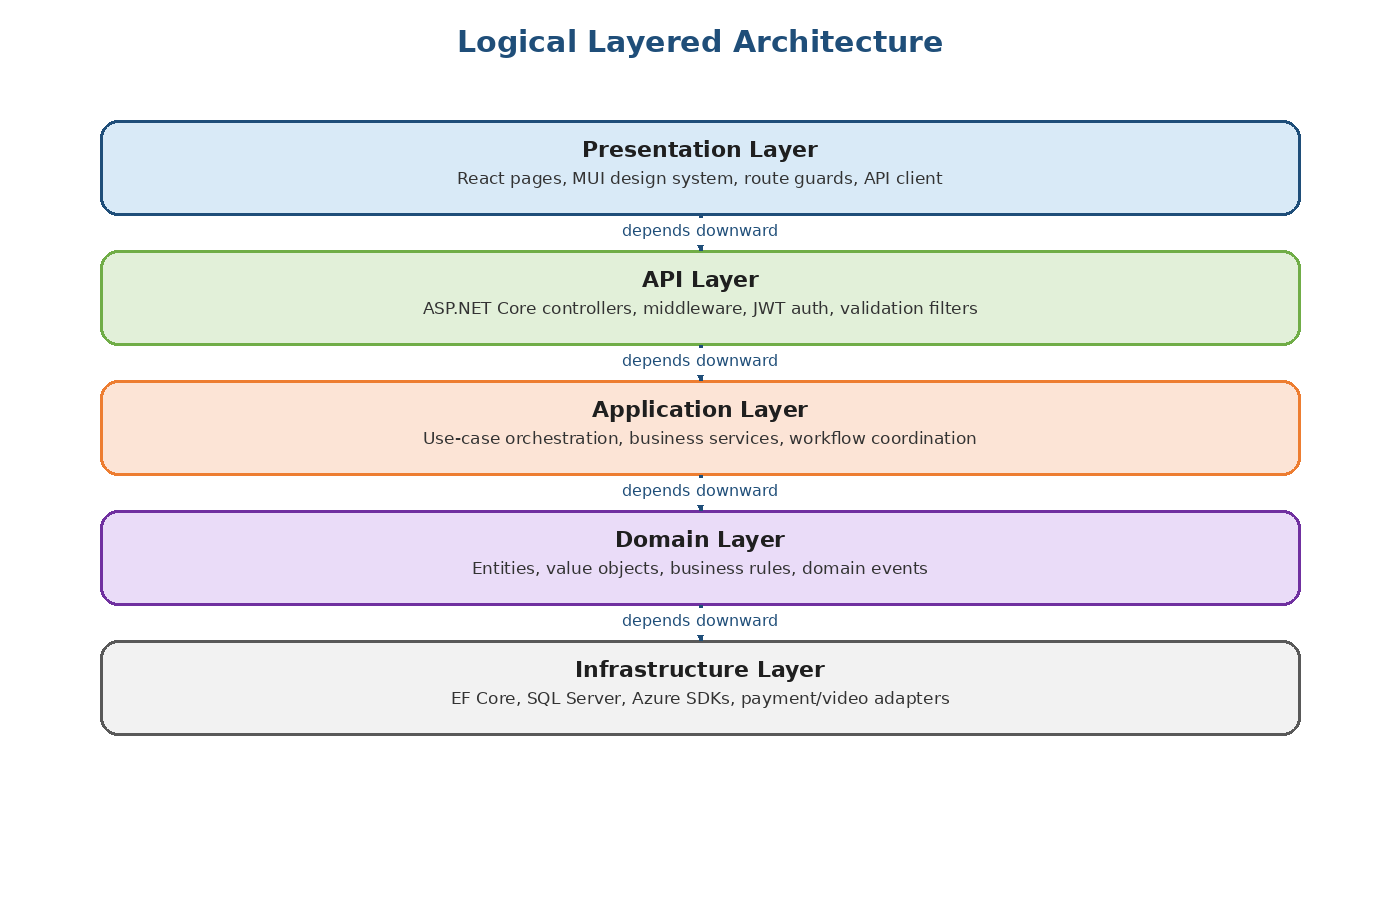 Logical Layered Architecture
Presentation Layer
React pages, MUI design system, route guards, API client
depends downward
API Layer
ASP.NET Core controllers, middleware, JWT auth, validation filters
depends downward
Application Layer
Use-case orchestration, business services, workflow coordination
depends downward
Domain Layer
Entities, value objects, business rules, domain events
depends downward
Infrastructure Layer
EF Core, SQL Server, Azure SDKs, payment/video adapters